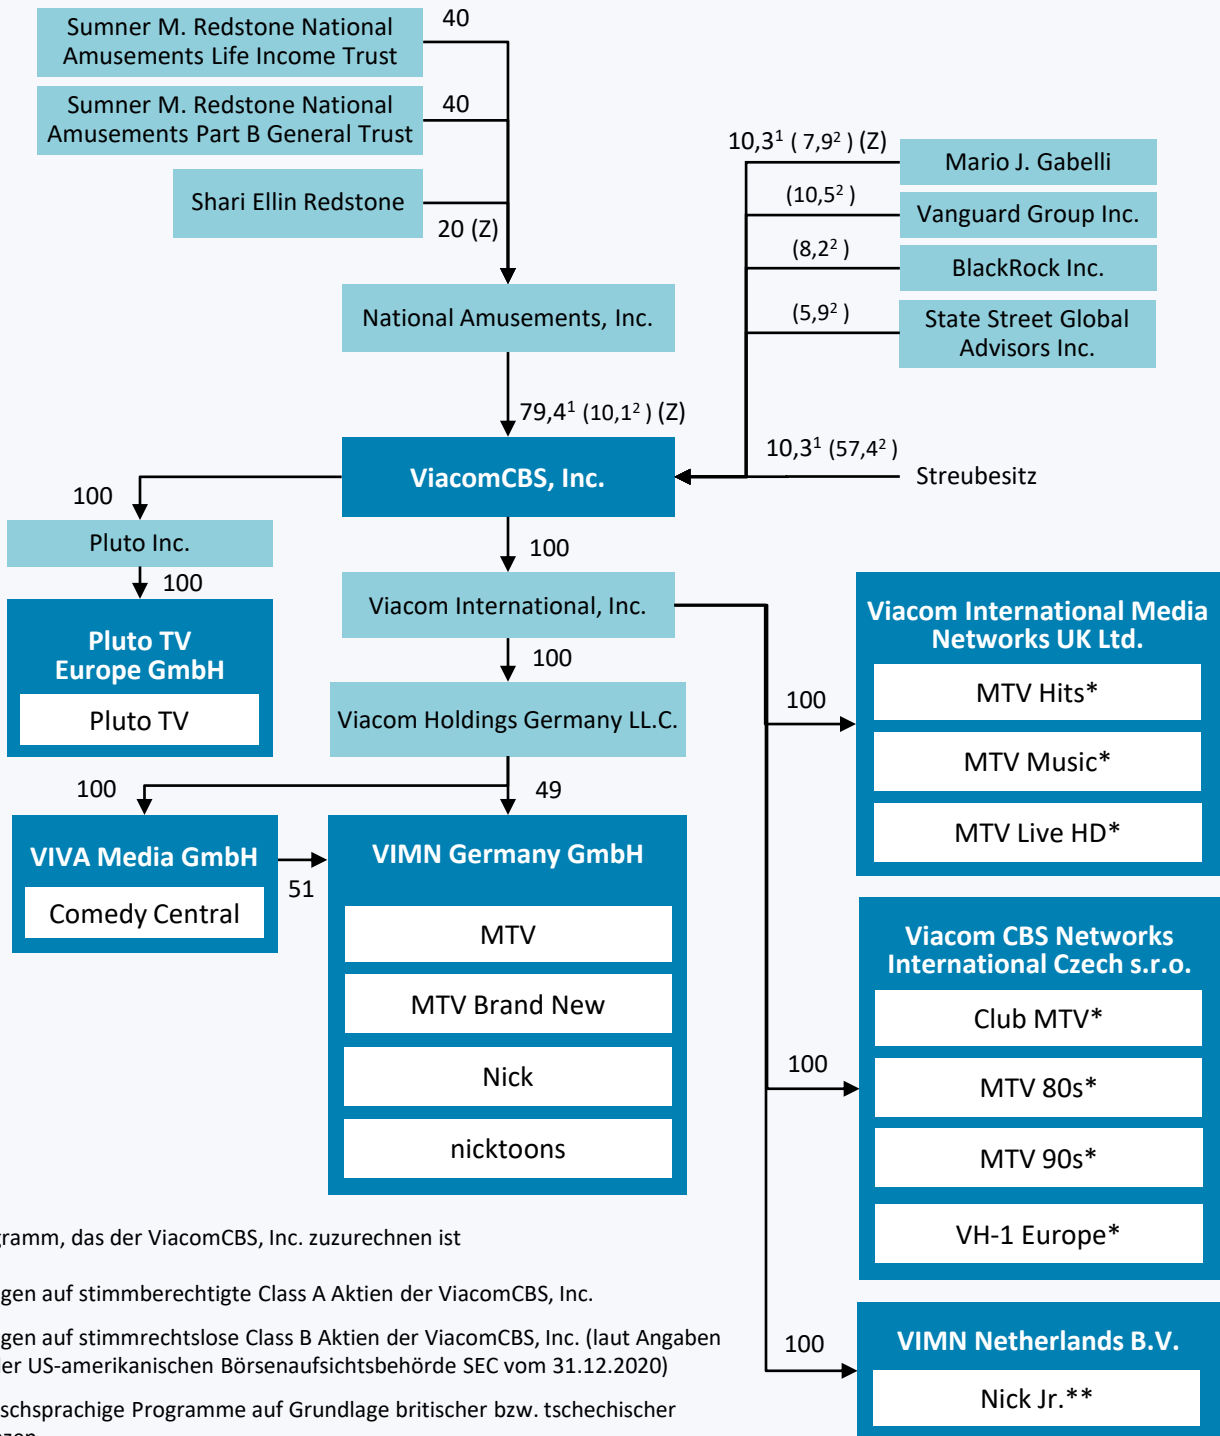 Sumner M. Redstone National
Amusements Life Income Trust
40
Sumner M. Redstone National
Amusements Part B General Trust
40
Shari Ellin Redstone
20 (Z)
10,3¹ ( 7,9² ) (Z)
Mario J. Gabelli
(10,5² )
Vanguard Group Inc.
(8,2² )
BlackRock Inc.
(5,9² )
State Street Global
Advisors Inc.
National Amusements, Inc.
79,4¹ (10,1² ) (Z)
ViacomCBS, Inc.
10,3¹ (57,4² )
Streubesitz
100
Pluto Inc.
100
Pluto TV
Europe GmbH
Pluto TV
100
Viacom International, Inc.
100
Viacom Holdings Germany LL.C.
100
49
VIVA Media GmbH
Comedy Central
51
VIMN Germany GmbH
MTV
MTV Brand New
Nick
nicktoons
100
Viacom International Media
Networks UK Ltd.
MTV Hits*
MTV Music*
MTV Live HD*
100
Viacom CBS Networks
International Czech s.r.o.
Club MTV*
MTV 80s*
MTV 90s*
VH-1 Europe*
100
VIMN Netherlands B.V.
Nick Jr.**
gramm, das der ViacomCBS, Inc. zuzurechnen ist
gen auf stimmberechtigte Class A Aktien der ViacomCBS, Inc.
gen auf stimmrechtslose Class B Aktien der ViacomCBS, Inc. (laut Angaben
der US-amerikanischen Börsenaufsichtsbehörde SEC vom 31.12.2020)
schsprachige Programme auf Grundlage britischer bzw. tschechischer